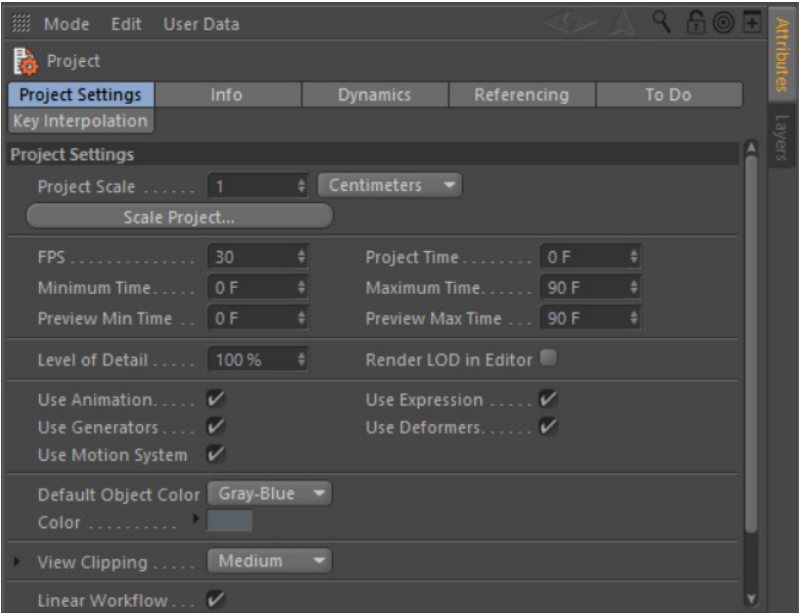 Mode Edit User Data
Project
Project Settings Info Dynamics Referencing To Do
Key Interpolation
Project Settings
Project Scale ...... 1 Centimeters
Scale Project...
FPS .............. 30 Project Time ........ 0 F
Minimum Time..... 0 F Maximum Time...... 90 F
Preview Min Time .. 0 F Preview Max Time ... 90 F
Level of Detail ..... 100 % Render LOD in Editor
Use Animation..... Use Expression .....
Use Generators .... Use Deformers......
Use Motion System
Default Object Color Gray-Blue
Color ..........
View Clipping ..... Medium
Linear Workflow...
Attributes
Layers